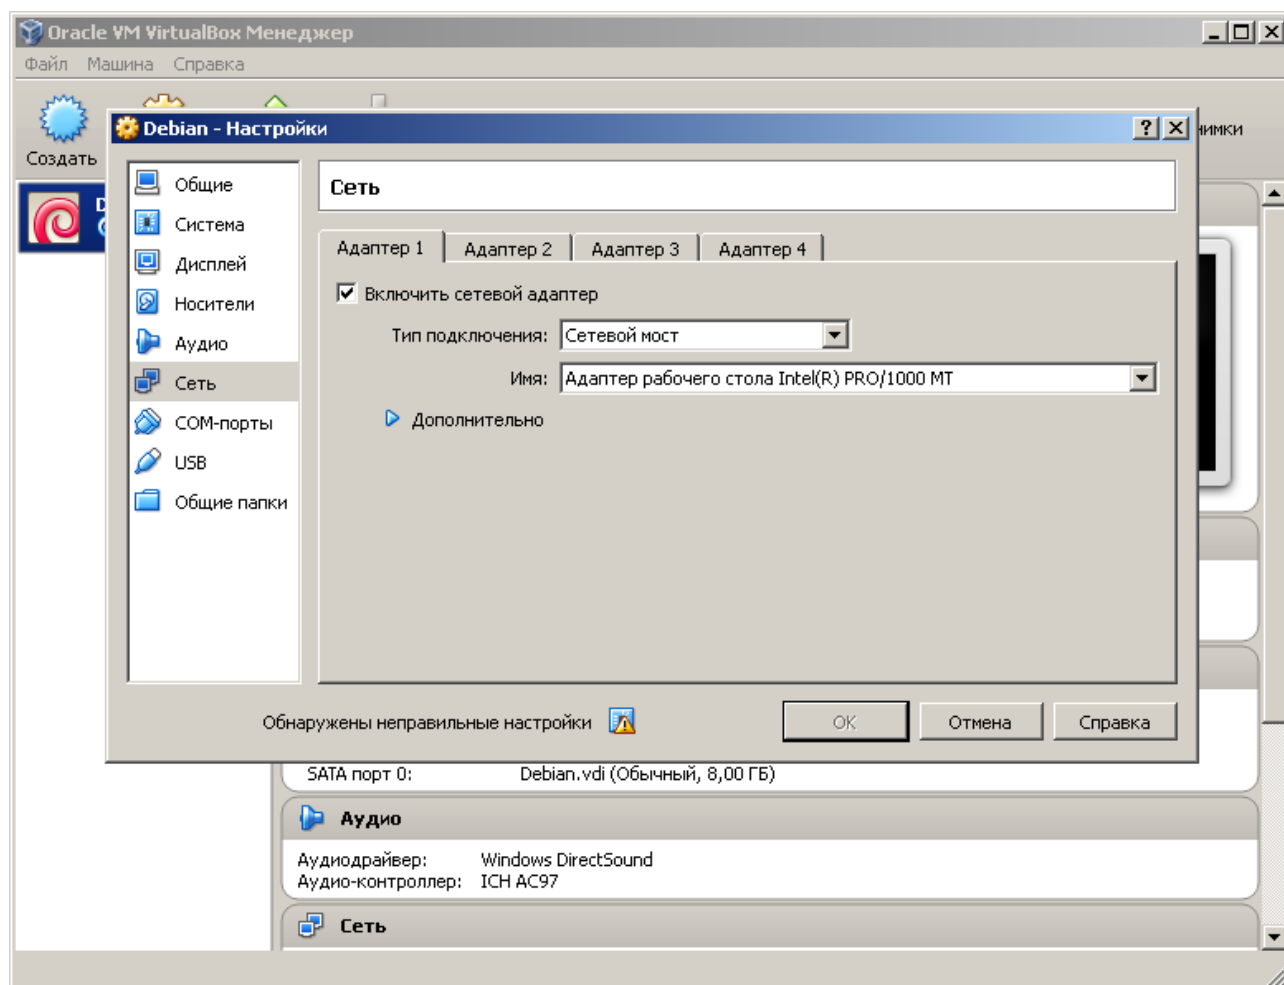 Oracle VM VirtualBox Менеджер
Файл Машина Справка
Создать
Debian - Настройки
Общие
Система
Дисплей
Носители
Аудио
Сеть
COM-порты
USB
Общие папки
Сеть
Адаптер 1 Адаптер 2 Адаптер 3 Адаптер 4
Включить сетевой адаптер
Тип подключения: Сетевой мост
Имя: Адаптер рабочего стола Intel(R) PRO/1000 MT
Дополнительно
Обнаружены неправильные настройки
OK Отмена Справка
SATA порт 0: Debian.vdi (Обычный, 8,00 ГБ)
Аудио
Аудиодрайвер: Windows DirectSound
Аудио-контроллер: ICH AC97
Сеть